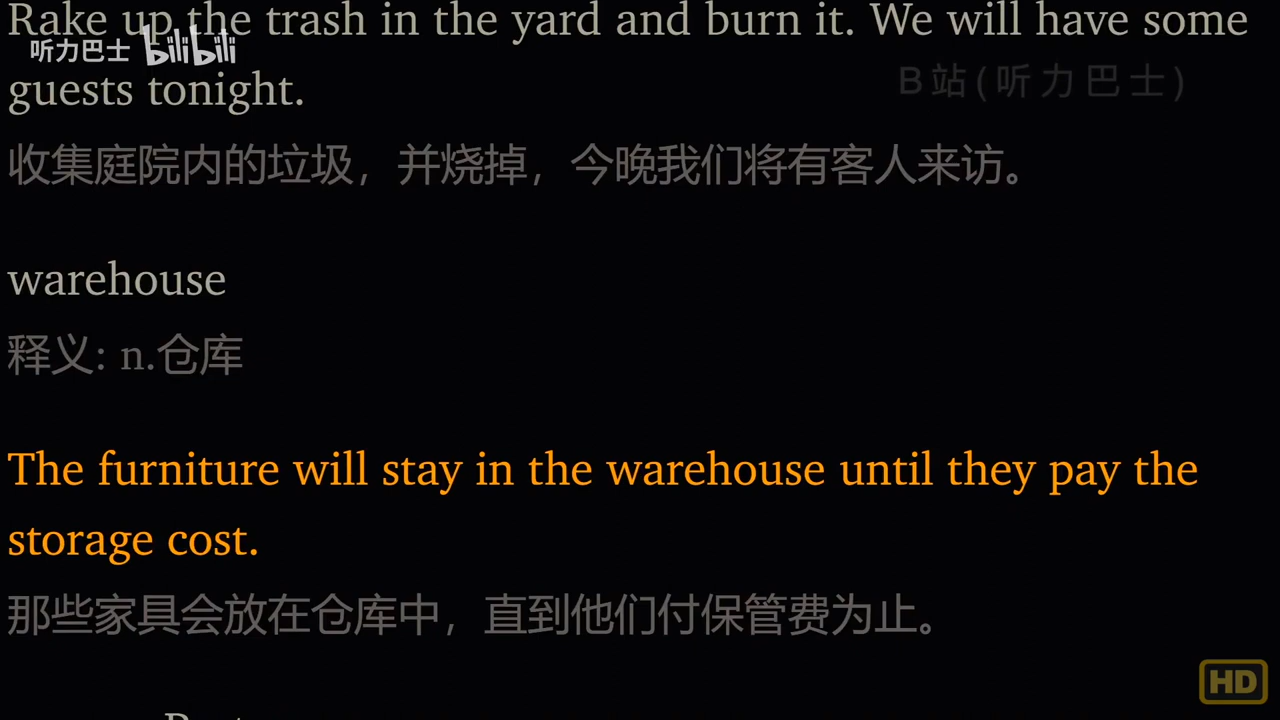 Rake up the trash in the yard and burn it. We will have some
听力巴士 bilibili
guests tonight.
B站(听力巴士)
收集庭院内的垃圾，并烧掉，今晚我们将有客人来访。
warehouse
释义: n.仓库
The furniture will stay in the warehouse until they pay the
storage cost.
那些家具会放在仓库中，直到他们付保管费为止。
HD